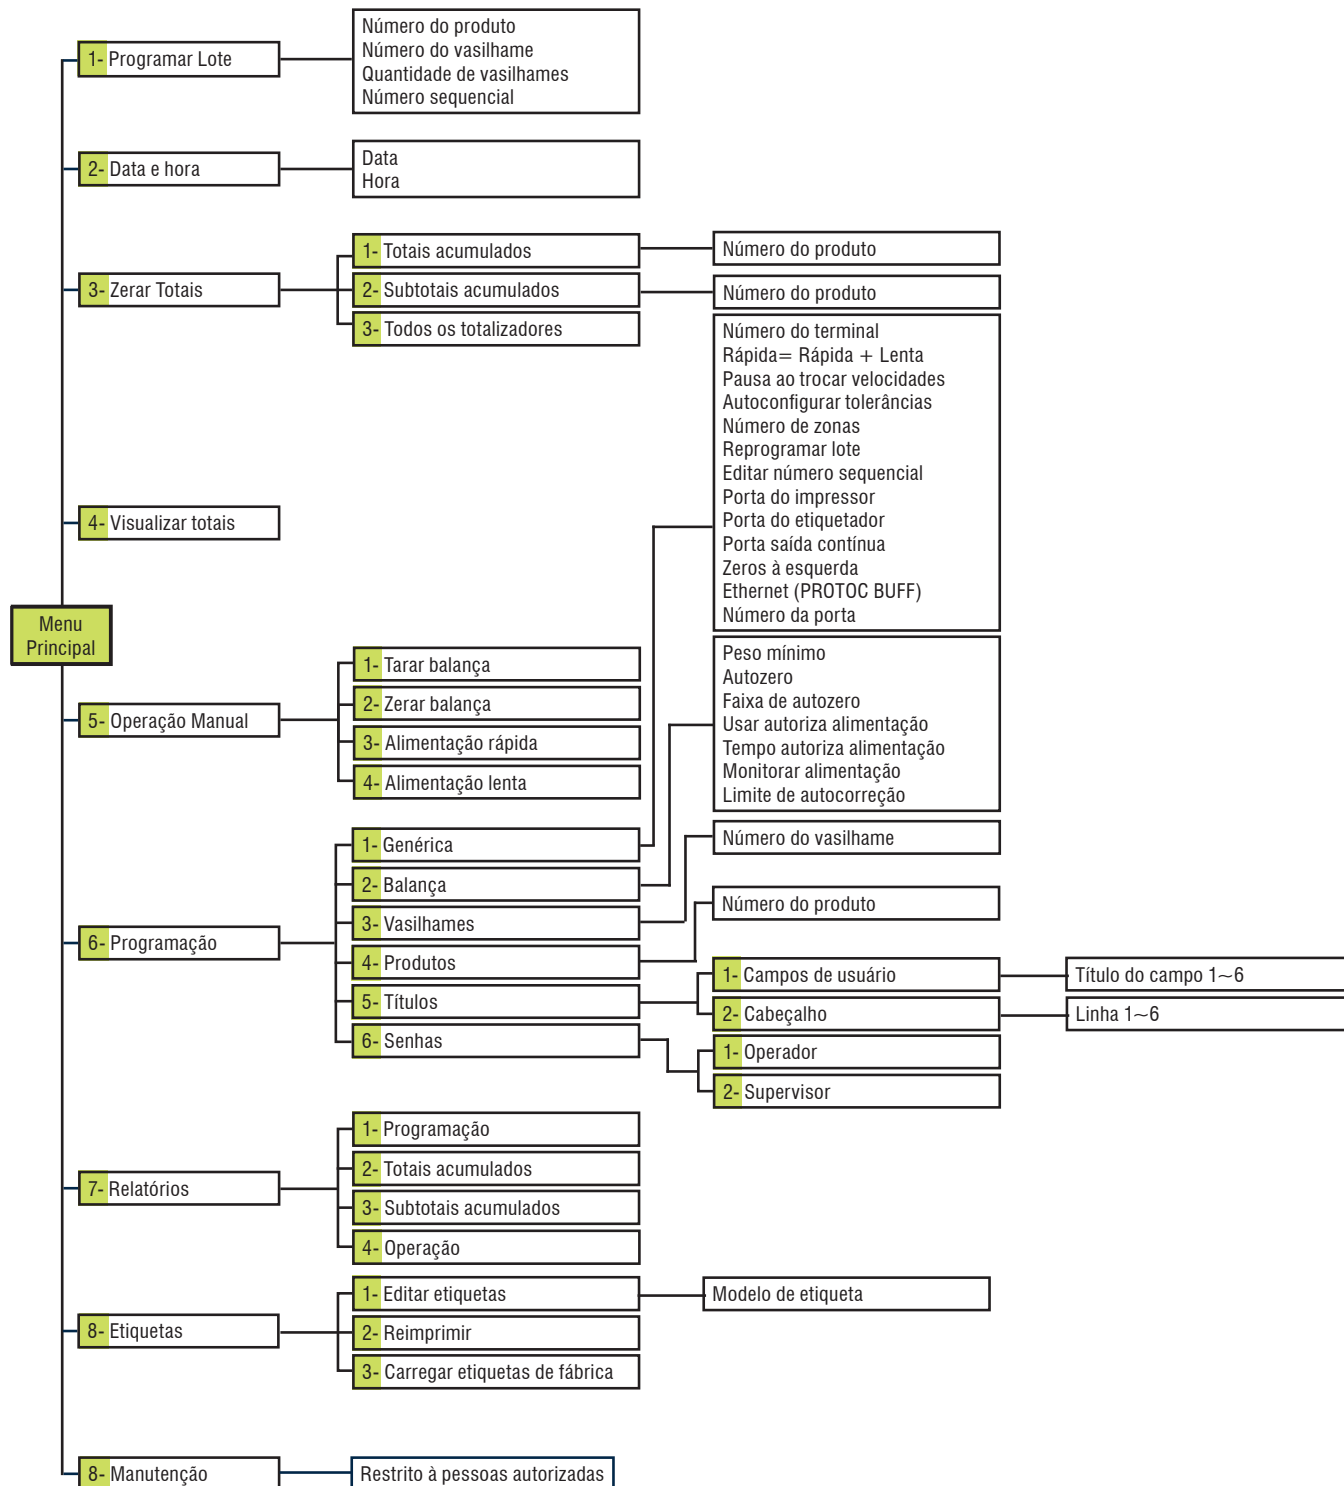 Menu
Principal
1- Programar Lote
Número do produto
Número do vasilhame
Quantidade de vasilhames
Número sequencial
2- Data e hora
Data
Hora
3- Zerar Totais
1- Totais acumulados
Número do produto
2- Subtotais acumulados
Número do produto
3- Todos os totalizadores
4- Visualizar totais
5- Operação Manual
1- Tarar balança
2- Zerar balança
3- Alimentação rápida
4- Alimentação lenta
6- Programação
1- Genérica
Número do terminal
Rápida= Rápida + Lenta
Pausa ao trocar velocidades
Autoconfigurar tolerâncias
Número de zonas
Reprogramar lote
Editar número sequencial
Porta do impressor
Porta do etiquetador
Porta saída contínua
Zeros à esquerda
Ethernet (PROTOC BUFF)
Número da porta
2- Balança
Peso mínimo
Autozero
Faixa de autozero
Usar autoriza alimentação
Tempo autoriza alimentação
Monitorar alimentação
Limite de autocorreção
3- Vasilhames
Número do vasilhame
4- Produtos
Número do produto
5- Títulos
1- Campos de usuário
Título do campo 1~6
2- Cabeçalho
Linha 1~6
6- Senhas
1- Operador
2- Supervisor
7- Relatórios
1- Programação
2- Totais acumulados
3- Subtotais acumulados
4- Operação
8- Etiquetas
1- Editar etiquetas
Modelo de etiqueta
2- Reimprimir
3- Carregar etiquetas de fábrica
8- Manutenção
Restrito à pessoas autorizadas